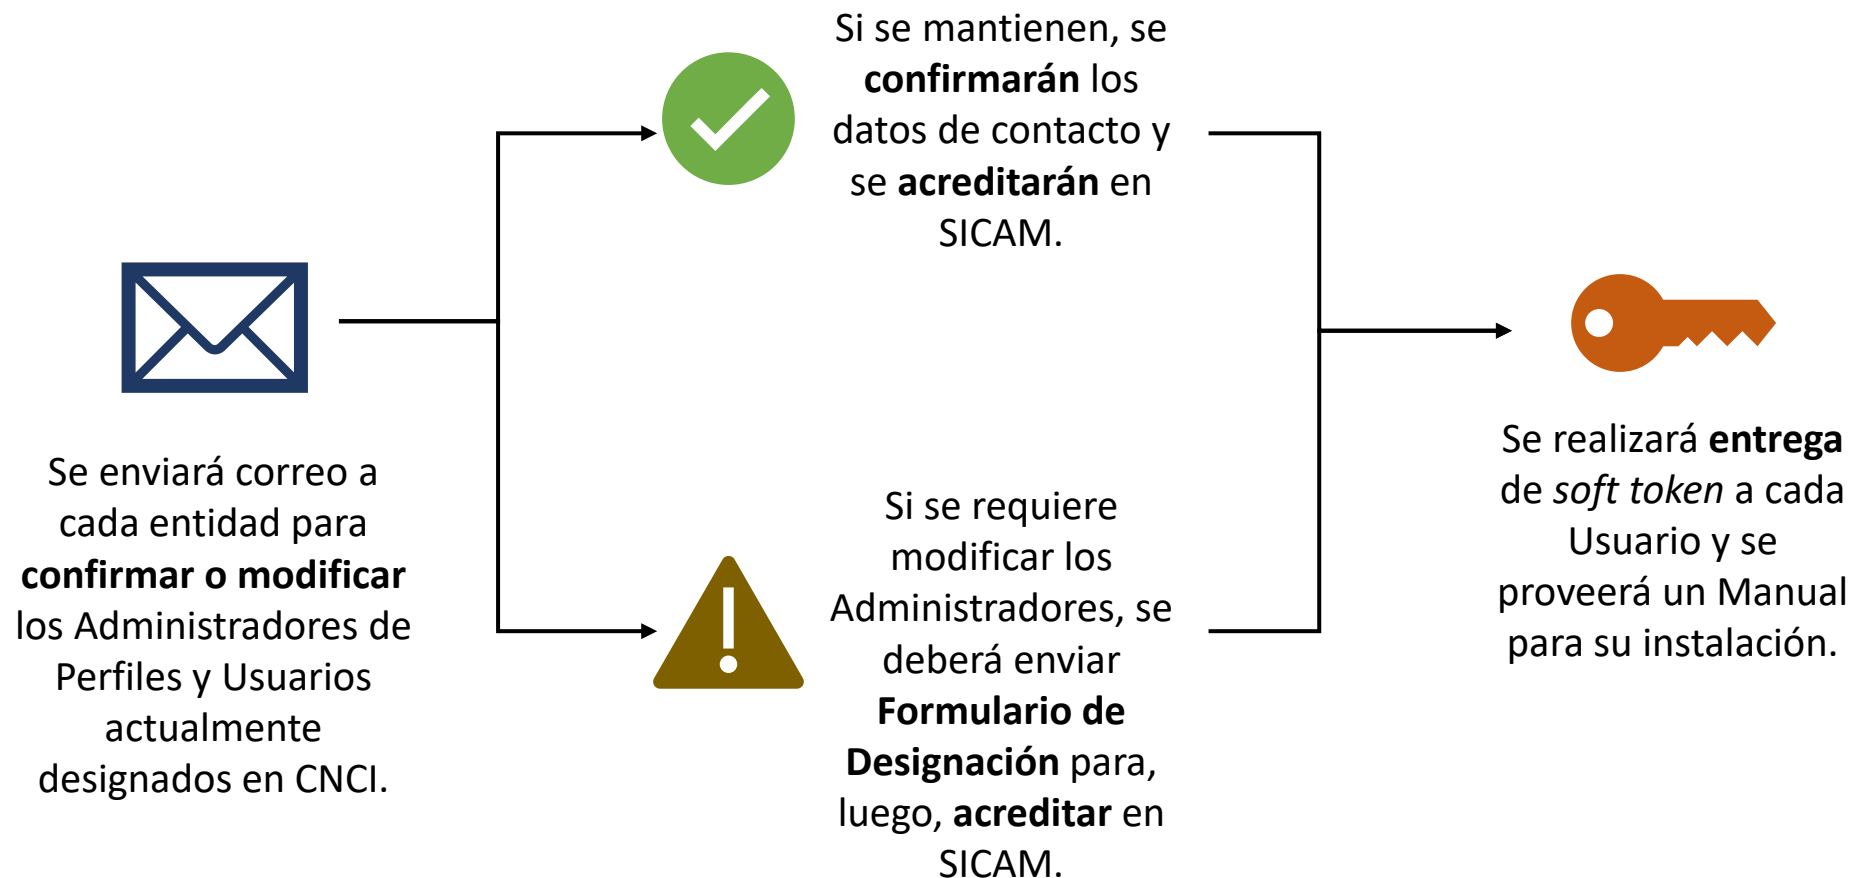 Se enviará correo a
cada entidad para
confirmar o modificar
los Administradores de
Perfiles y Usuarios
actualmente
designados en CNCI.
Si se mantienen, se
confirmarán los
datos de contacto y
se acreditarán en
SICAM.
Si se requiere
modificar los
Administradores, se
deberá enviar
Formulario de
Designación para,
luego, acreditar en
SICAM.
Se realizará entrega
de soft token a cada
Usuario y se
proveerá un Manual
para su instalación.